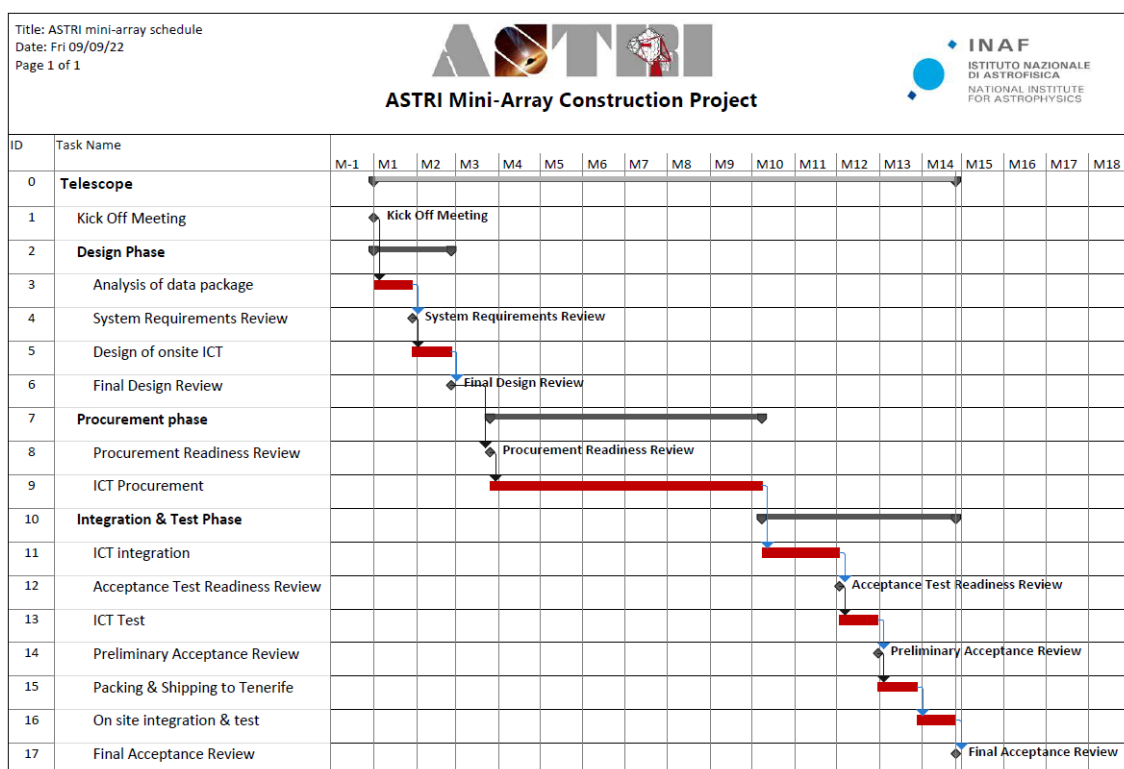 Title: ASTRI mini-array schedule
Date: Fri 09/09/22
Page 1 of 1
ASTRI
ASTRI Mini-Array Construction Project
INAF
ISTITUTO NAZIONALE
DI ASTROFISICA
NATIONAL INSTITUTE
FOR ASTROPHYSICS
ID Task Name M-1 M1 M2 M3 M4 M5 M6 M7 M8 M9 M10 M11 M12 M13 M14 M15 M16 M17 M18
0 Telescope
1 Kick Off Meeting Kick Off Meeting
2 Design Phase
3 Analysis of data package
4 System Requirements Review System Requirements Review
5 Design of onsite ICT
6 Final Design Review Final Design Review
7 Procurement phase
8 Procurement Readiness Review Procurement Readiness Review
9 ICT Procurement
10 Integration & Test Phase
11 ICT integration
12 Acceptance Test Readiness Review Acceptance Test Readiness Review
13 ICT Test
14 Preliminary Acceptance Review Preliminary Acceptance Review
15 Packing & Shipping to Tenerife
16 On site integration & test
17 Final Acceptance Review Final Acceptance Review